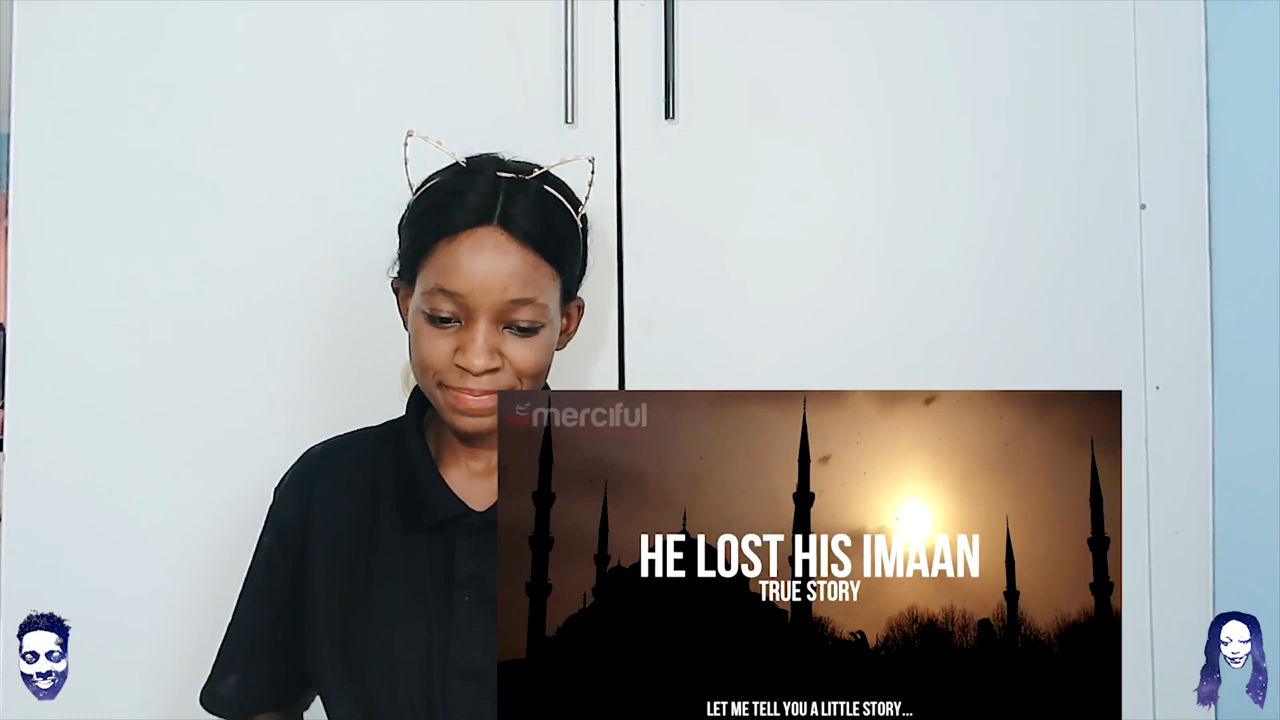 merciful
HE LOST HIS IMAAN
TRUE STORY
LET ME TELL YOU A LITTLE STORY...